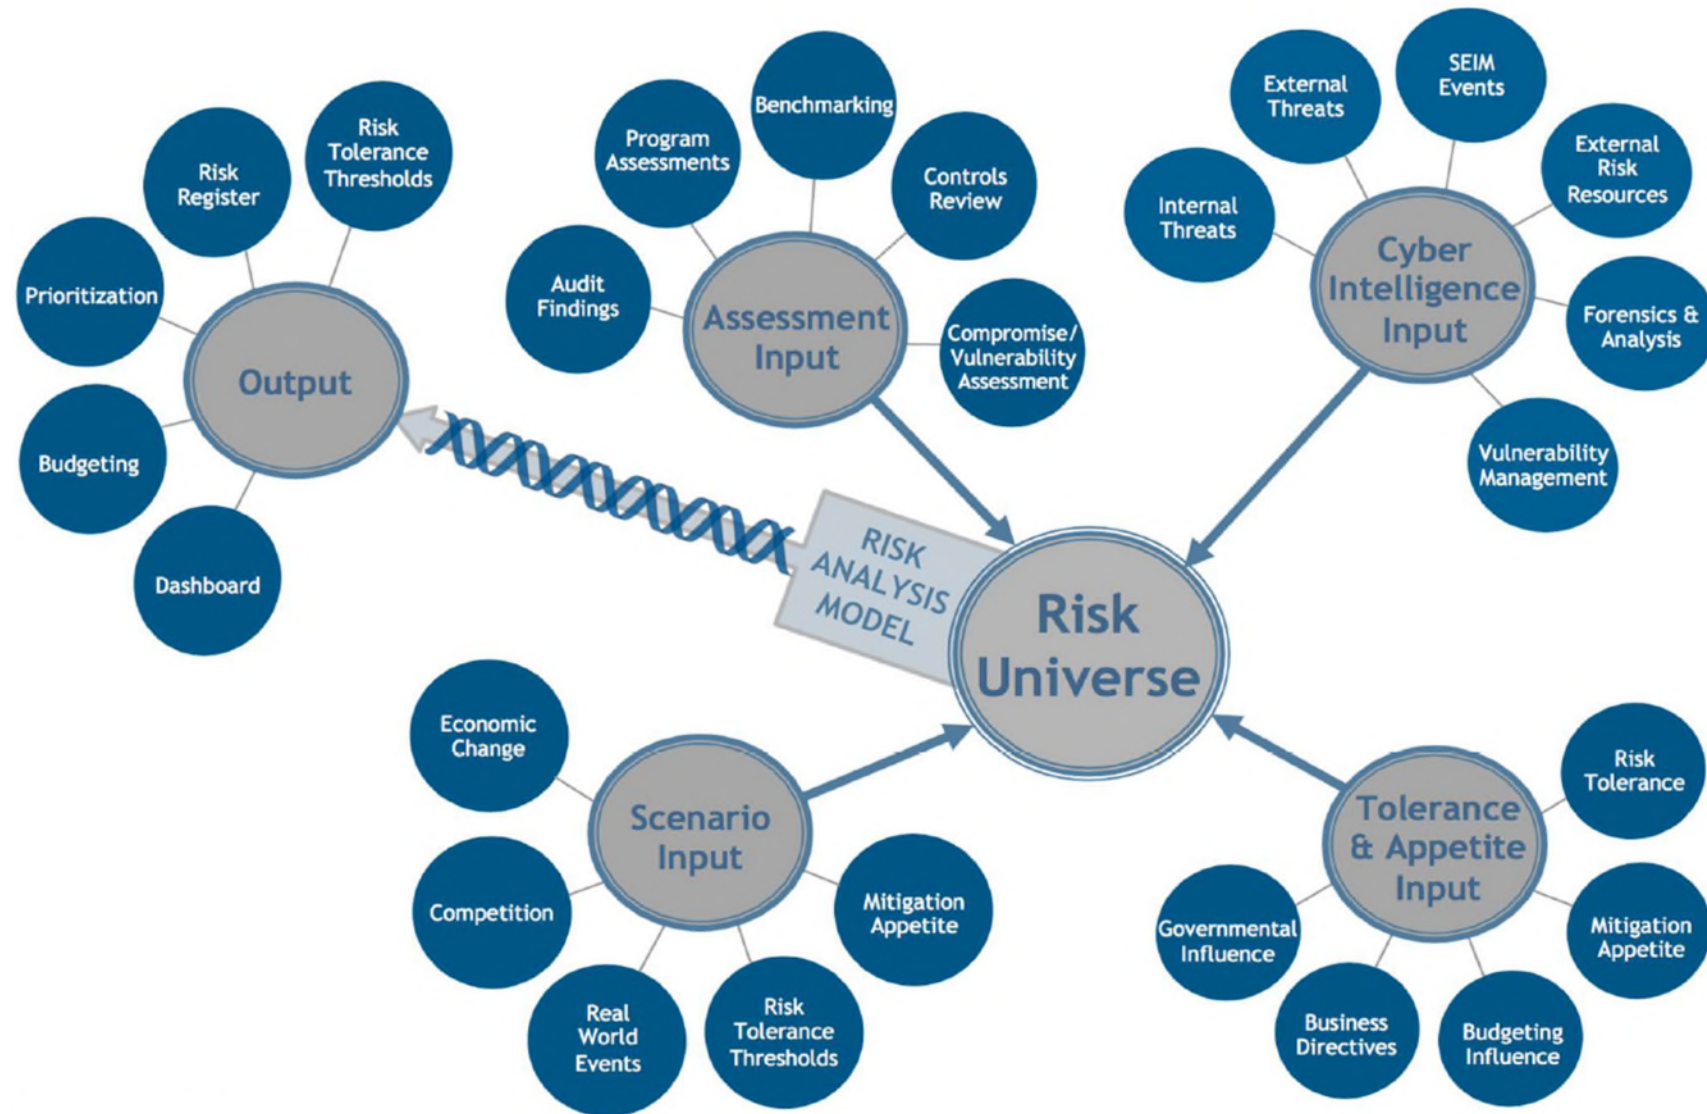 Risk
Tolerance
Thresholds
Risk
Register
Prioritization
Budgeting
Dashboard
Output
Benchmarking
Program
Assessments
Controls
Review
Audit
Findings
Compromise/
Vulnerability
Assessment
Assessment
Input
SEIM
Events
External
Threats
External
Risk
Resources
Internal
Threats
Forensics &
Analysis
Vulnerability
Management
Cyber
Intelligence
Input
RISK
ANALYSIS
MODEL
Risk
Universe
Economic
Change
Competition
Real
World
Events
Risk
Tolerance
Thresholds
Mitigation
Appetite
Scenario
Input
Risk
Tolerance
Mitigation
Appetite
Budgeting
Influence
Business
Directives
Governmental
Influence
Tolerance
& Appetite
Input